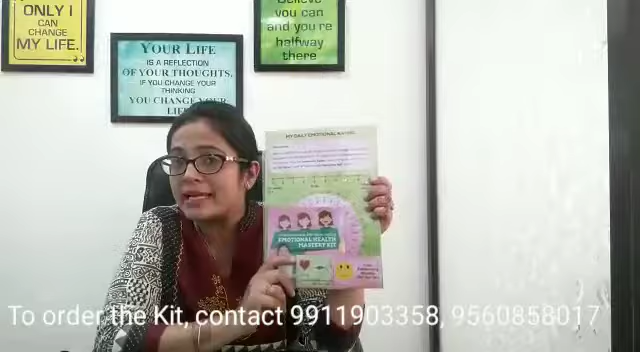 ONLY I
CAN
CHANGE
MY LIFE.
Believe
you can
and you're
halfway
there
YOUR LIFE
IS A REFLECTION
OF YOUR THOUGHTS.
IF YOU CHANGE YOUR
THINKING
YOU CHANGE YOUR
LIFE
MY DAILY EMOTIONAL RATING
EMOTIONAL HEALTH
MASTERY KIT
To order the Kit, contact 9911903358, 9560858017